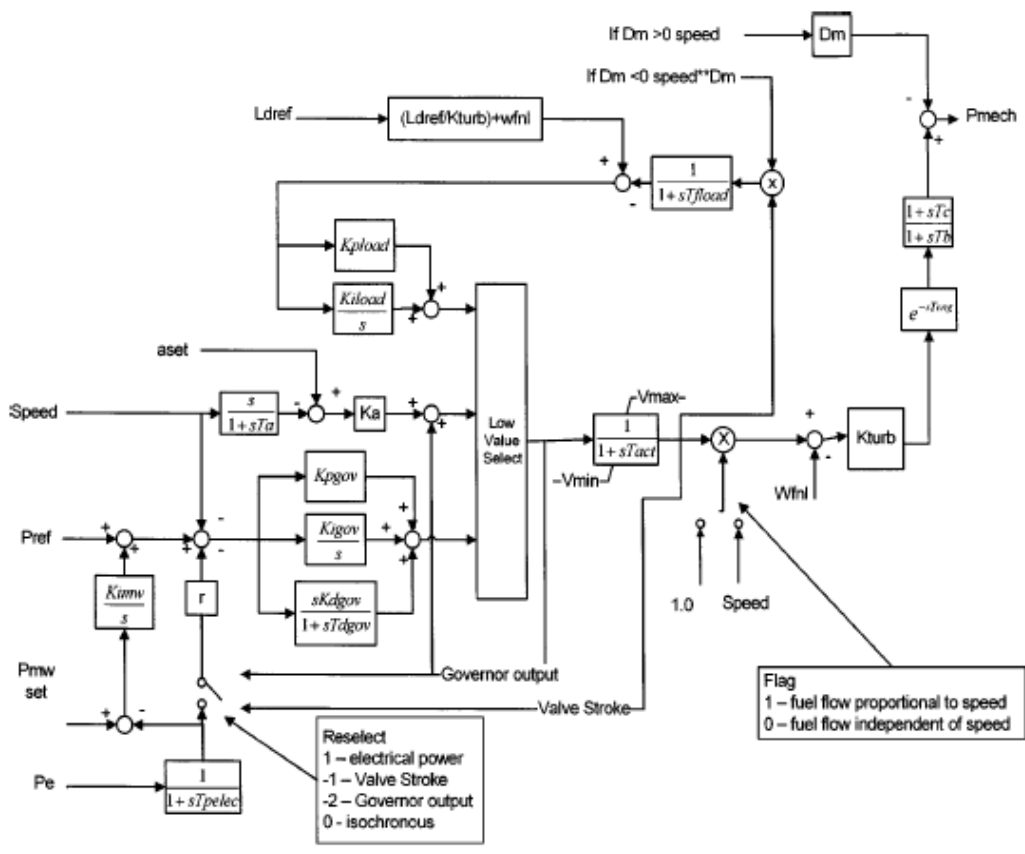 If Dm >0 speed
Dm
If Dm <0 speed**Dm
Ldref
(Ldref/Kturb)+wfnl
-
Pmech
+
+
-
1
1+sTfload
x
1+sTc
1+sTb
Kpload
+
Kiload
s
+
e^-sTeng
aset
Speed
s
1+sTa
-
+
Ka
+
+
Low
Value
Select
Vmax
1
1+sTact
Vmin
X
+
-
Kturb
Wfnl
Kpgov
+
Pref
+
+
+
-
-
Kigov
s
+
+
Kimw
s
r
sKdgov
1+sTdgov
1.0
Speed
Pmw
set
+
-
Governor output
Valve Stroke
Flag
1 – fuel flow proportional to speed
0 – fuel flow independent of speed
Pe
1
1+sTpelec
Reselect
1 – electrical power
-1 – Valve Stroke
-2 – Governor output
0 - isochronous